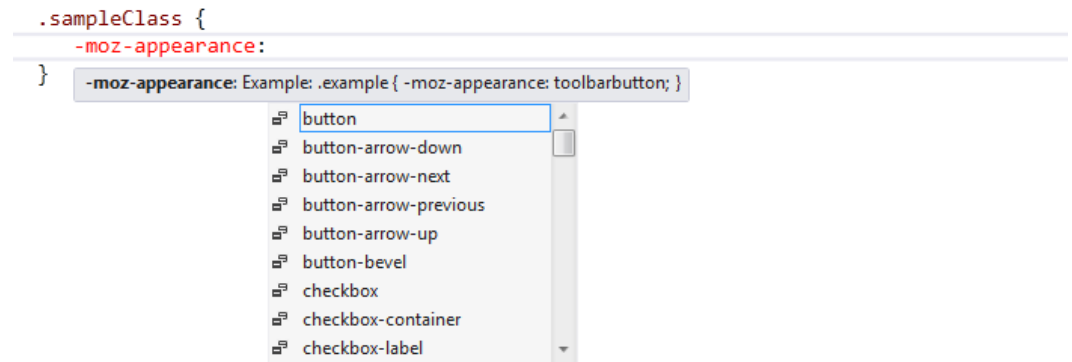 .sampleClass {
-moz-appearance:
}
-moz-appearance: Example: .example { -moz-appearance: toolbarbutton; }
button
button-arrow-down
button-arrow-next
button-arrow-previous
button-arrow-up
button-bevel
checkbox
checkbox-container
checkbox-label